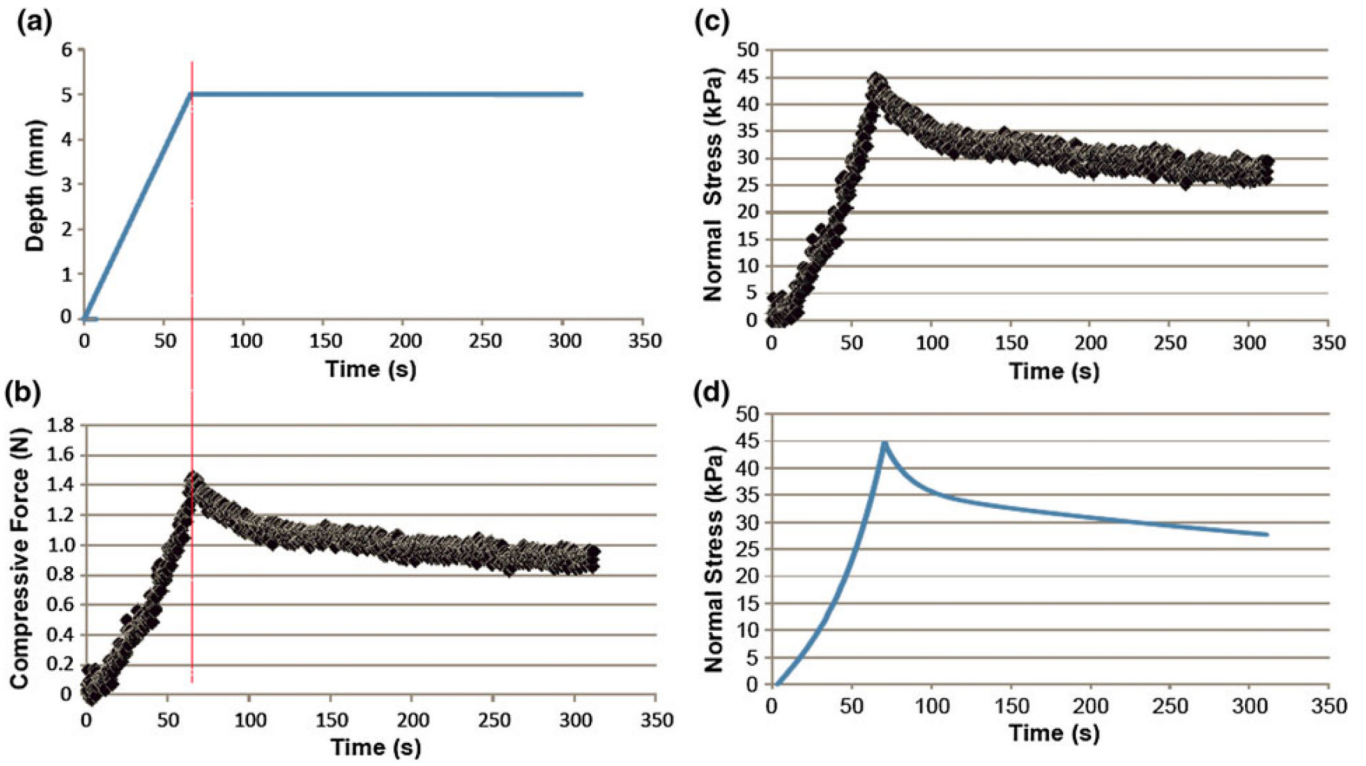 (a)
6
5
4
3
2
1
0
Depth (mm)
0 50 100 150 200 250 300 350
Time (s)
(b)
1.8
1.6
1.4
1.2
1.0
0.8
0.6
0.4
0.2
0
Compressive Force (N)
0 50 100 150 200 250 300 350
Time (s)
(c)
50
45
40
35
30
25
20
15
10
5
0
Normal Stress (kPa)
0 50 100 150 200 250 300 350
Time (s)
(d)
50
45
40
35
30
25
20
15
10
5
0
Normal Stress (kPa)
0 50 100 150 200 250 300 350
Time (s)